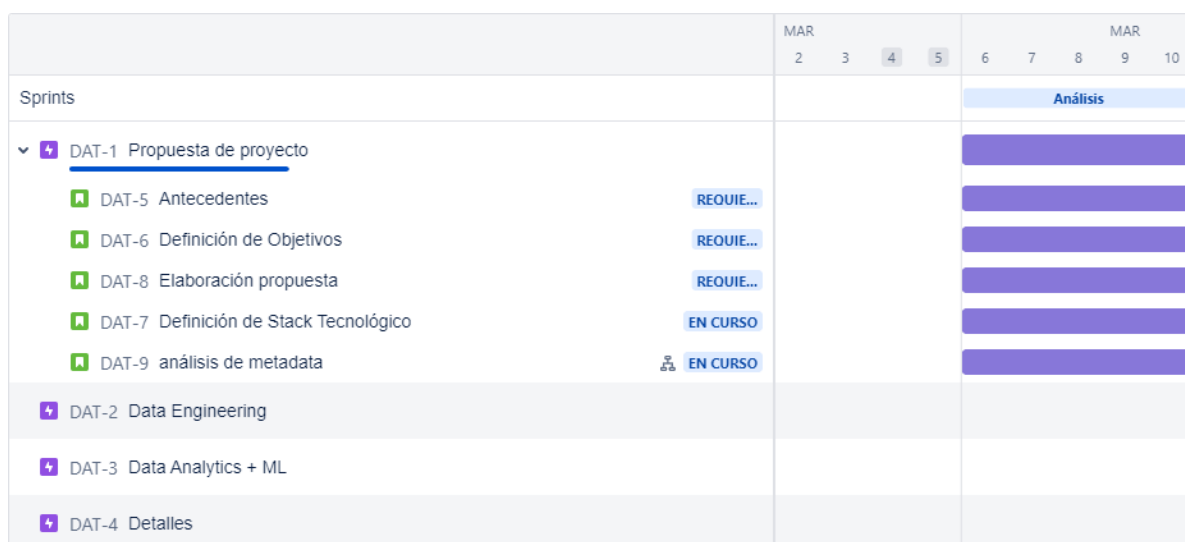 MAR MAR
2 3 4 5 6 7 8 9 10
Sprints Análisis
DAT-1 Propuesta de proyecto
DAT-5 Antecedentes REQUIE...
DAT-6 Definición de Objetivos REQUIE...
DAT-8 Elaboración propuesta REQUIE...
DAT-7 Definición de Stack Tecnológico EN CURSO
DAT-9 análisis de metadata EN CURSO
DAT-2 Data Engineering
DAT-3 Data Analytics + ML
DAT-4 Detalles